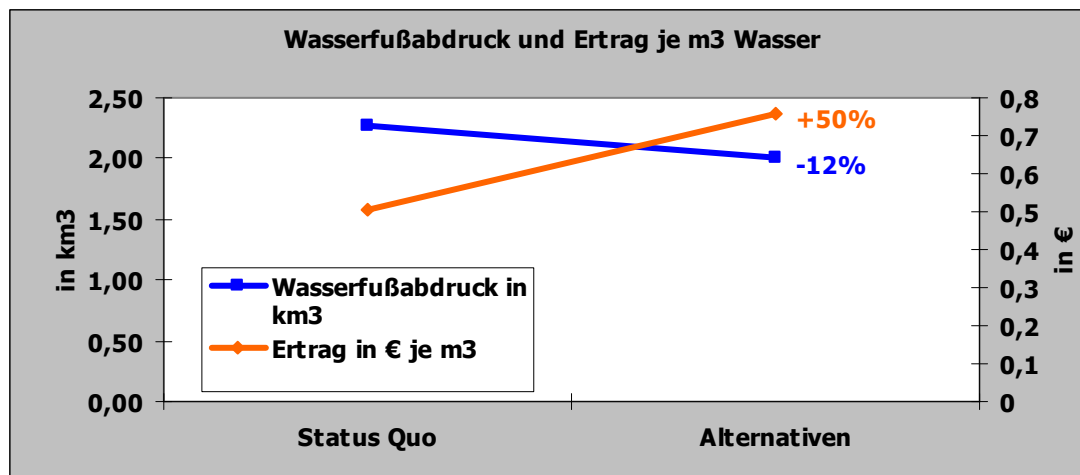 Wasserfußabdruck und Ertrag je m3 Wasser
2,50
2,00
1,50
1,00
0,50
0,00
in km3
0,8
0,7
0,6
0,5
0,4
0,3
0,2
0,1
0
in €
+50%
-12%
Wasserfußabdruck in
km3
Ertrag in € je m3
Status Quo
Alternativen